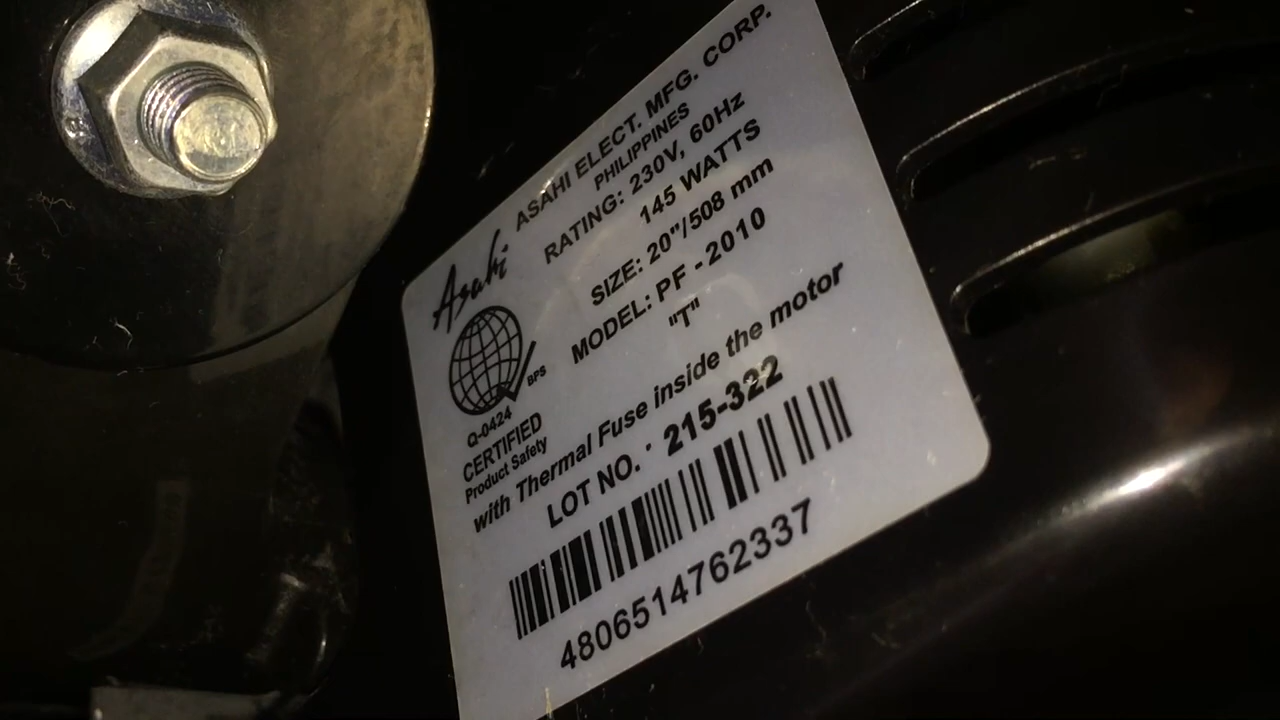 ASAHI ELECT. MFG. CORP.
PHILIPPINES
RATING: 230V, 60Hz
145 WATTS
SIZE: 20"/508 mm
MODEL: PF - 2010
"T"
Asahi
BPS
Q-0424
CERTIFIED
Product Safety
with Thermal Fuse inside the motor
LOT NO. · 215-322
4806514762337